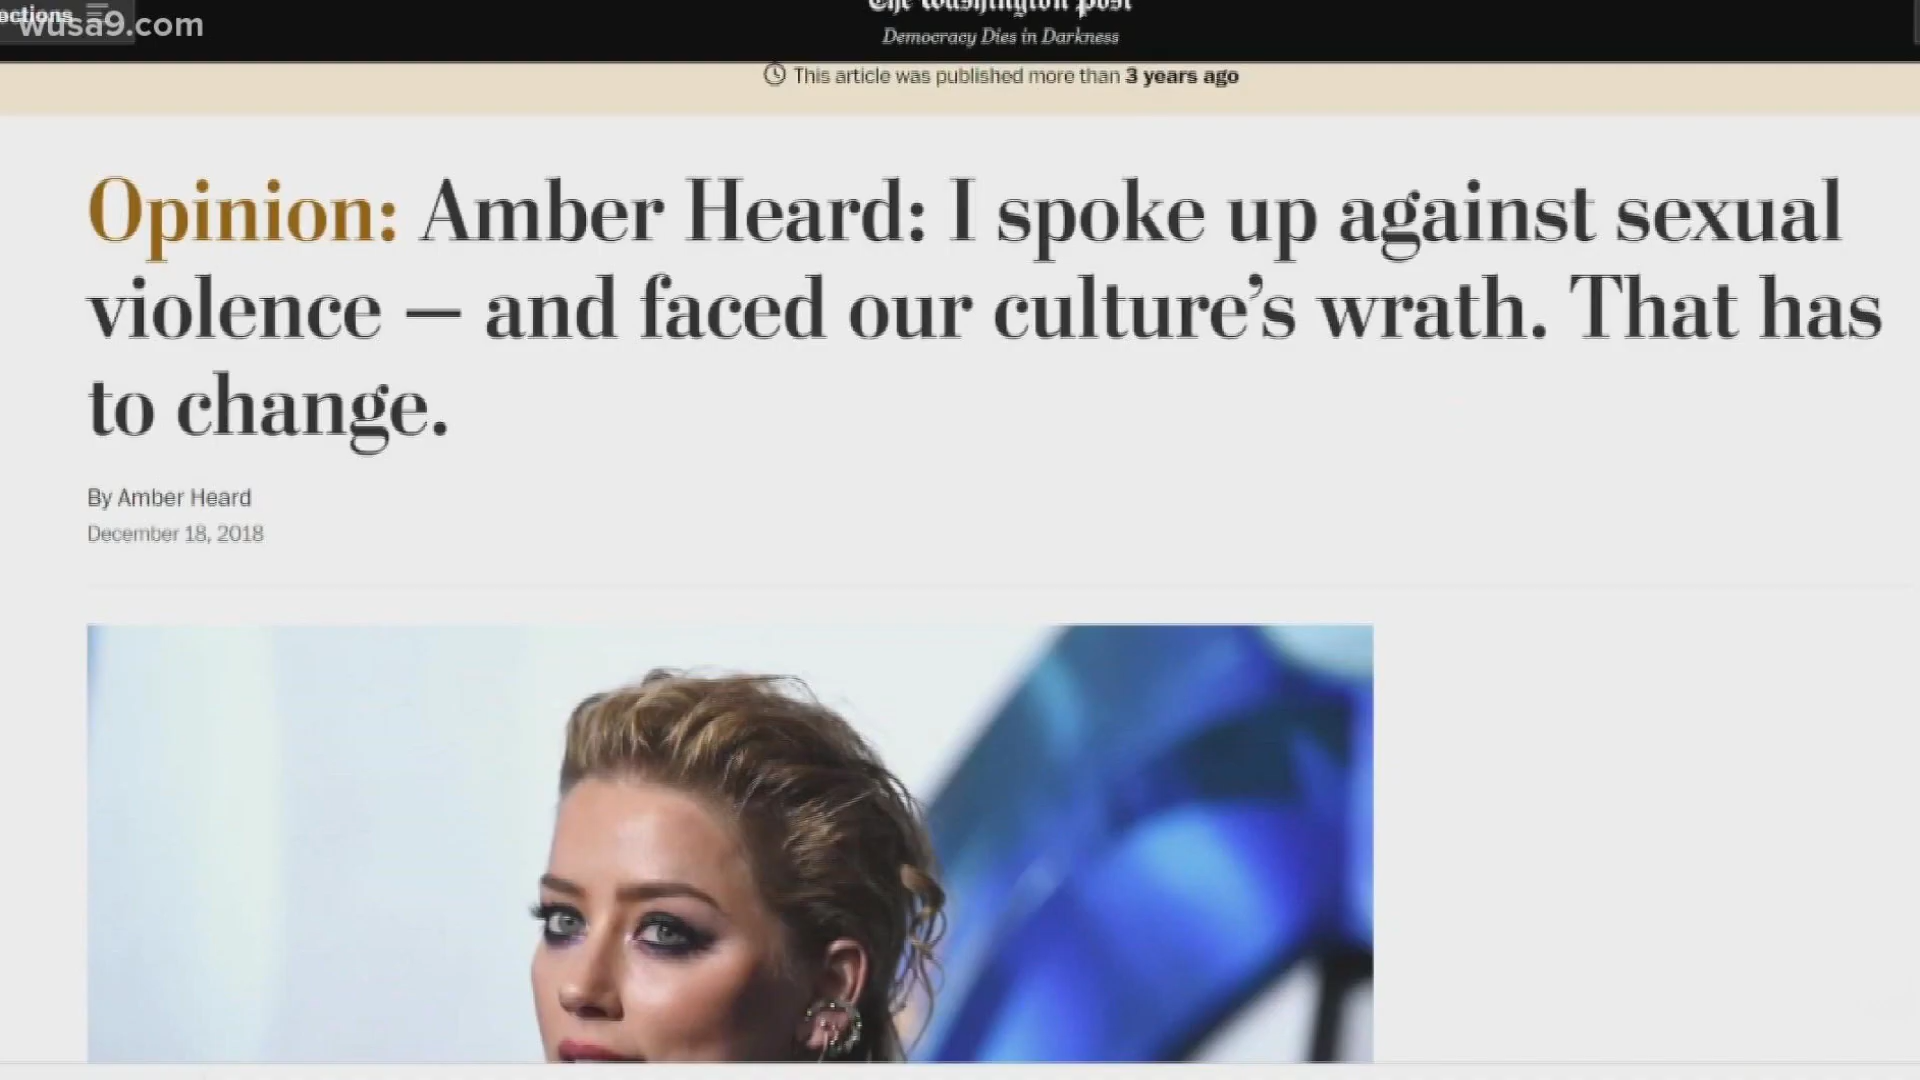 ections
wusa9.com
The Washington Post
Democracy Dies in Darkness
This article was published more than 3 years ago
Opinion: Amber Heard: I spoke up against sexual
violence — and faced our culture’s wrath. That has
to change.
By Amber Heard
December 18, 2018